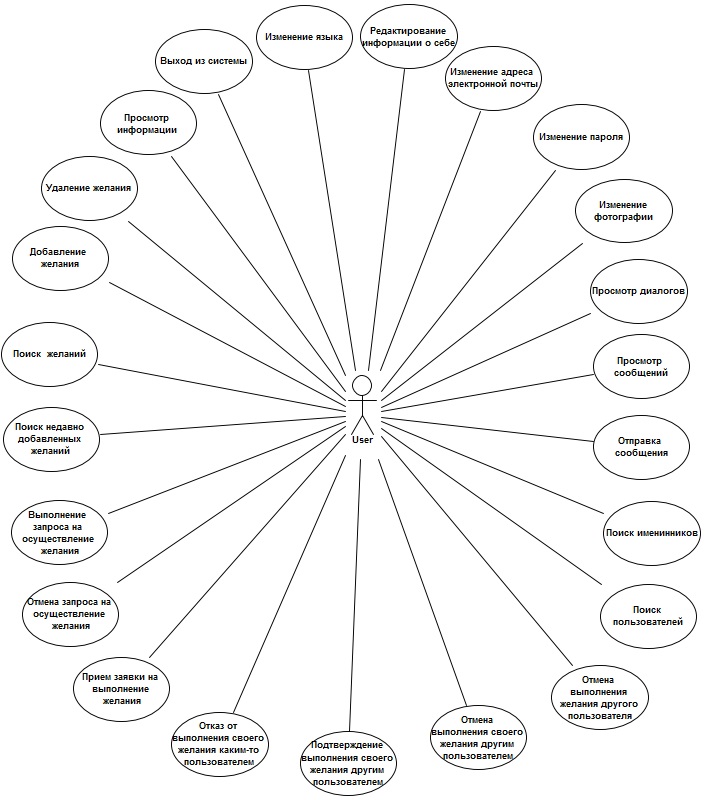 Изменение языка
Редактирование
информации о себе
Выход из системы
Изменение адреса
электронной почты
Просмотр
информации
Изменение пароля
Удаление желания
Изменение
фотографии
Добавление
желания
Просмотр диалогов
Поиск желаний
Просмотр
сообщений
User
Поиск недавно
добавленных
желаний
Отправка
сообщения
Выполнение
запроса на
осуществление
желания
Поиск именинников
Отмена запроса на
осуществление
желания
Поиск
пользователей
Прием заявки на
выполнение
желания
Отмена
выполнения
желания другого
пользователя
Отказ от
выполнения своего
желания каким-то
пользователем
Подтверждение
выполнения своего
желания другим
пользователем
Отмена
выполнения своего
желания другим
пользователем